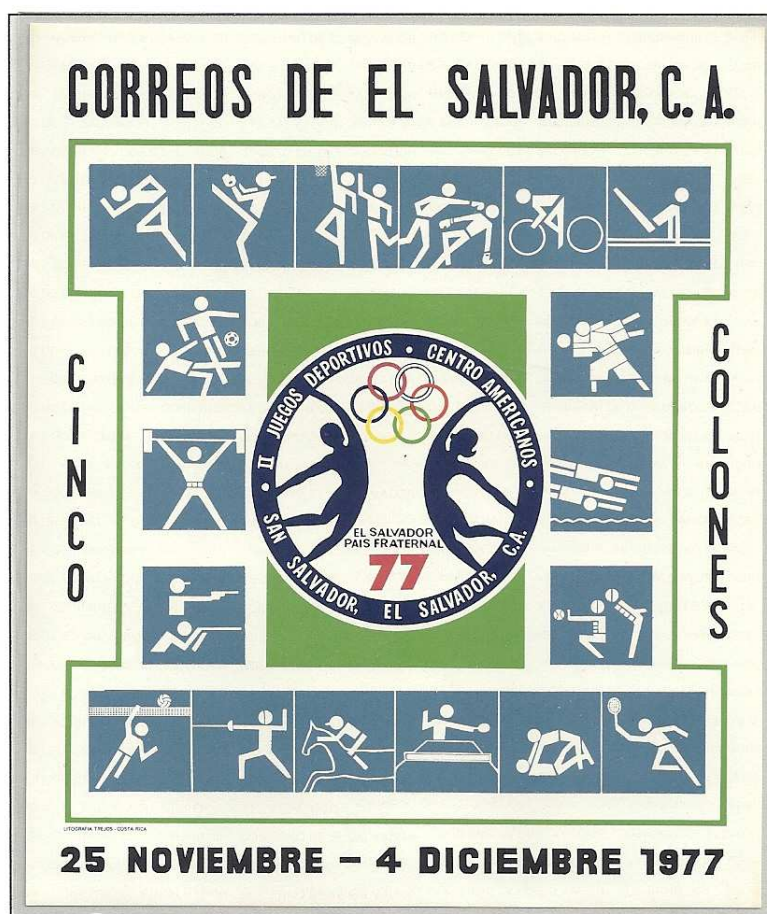 CORREOS DE EL SALVADOR, C. A.
CINCO
COLONES
II JUEGOS DEPORTIVOS • CENTRO AMERICANOS •
SAN SALVADOR, EL SALVADOR, C.A.
EL SALVADOR
PAIS FRATERNAL
77
LITOGRAFIA TREJOS - COSTA RICA
25 NOVIEMBRE – 4 DICIEMBRE 1977